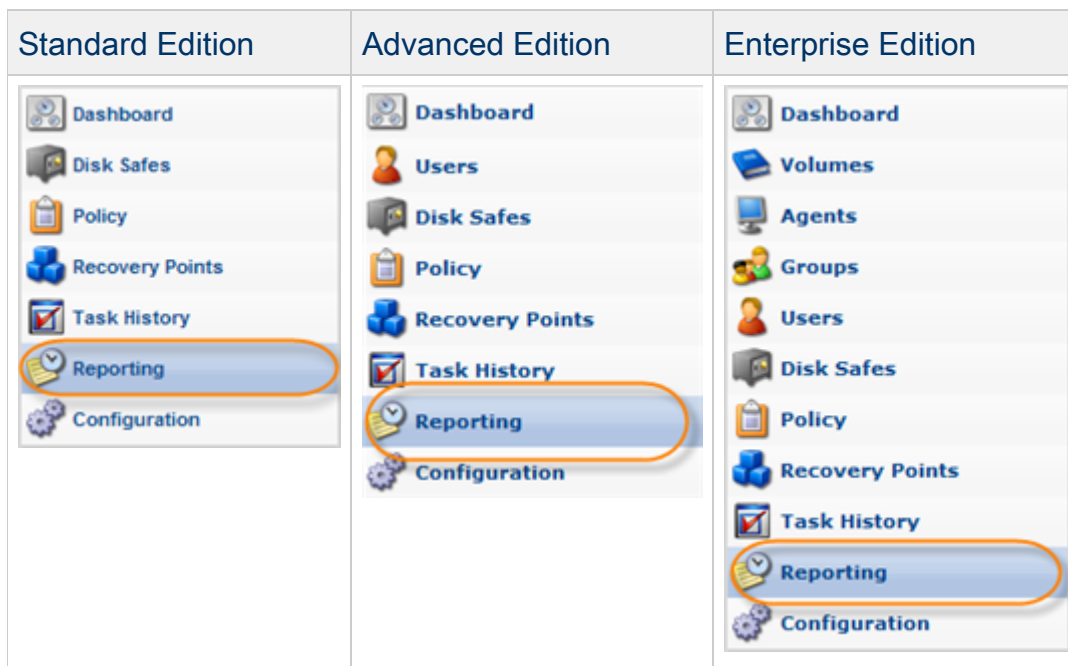 Standard Edition
Dashboard
Disk Safes
Policy
Recovery Points
Task History
Reporting
Configuration
Advanced Edition
Dashboard
Users
Disk Safes
Policy
Recovery Points
Task History
Reporting
Configuration
Enterprise Edition
Dashboard
Volumes
Agents
Groups
Users
Disk Safes
Policy
Recovery Points
Task History
Reporting
Configuration